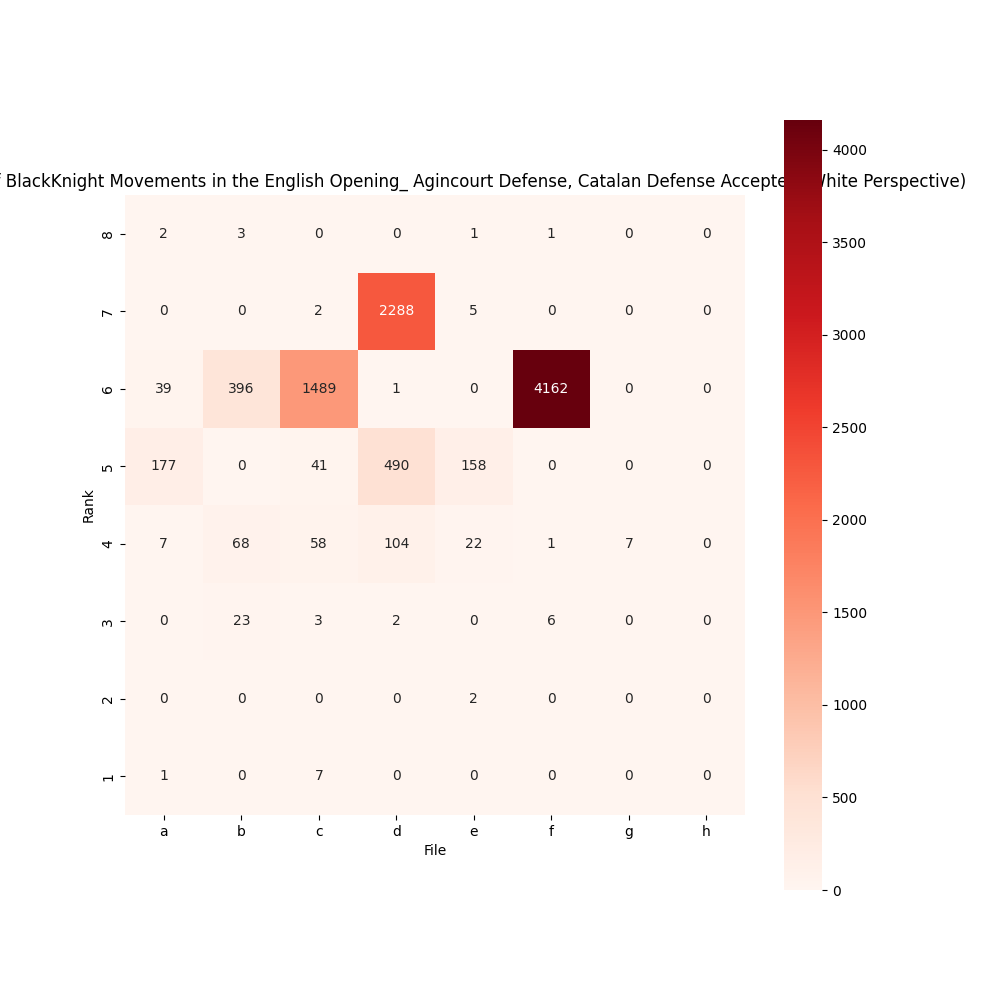 BlackKnight Movements in the English Opening_ Agincourt Defense, Catalan Defense Accepte hite Perspective)
4000
3500
3000
2500
2000
1500
1000
500
0
8 2 3 0 0 1 1 0 0
7 0 0 2 2288 5 0 0 0
6 39 396 1489 1 0 4162 0 0
5 177 0 41 490 158 0 0 0
Rank
4 7 68 58 104 22 1 7 0
3 0 23 3 2 0 6 0 0
2 0 0 0 0 2 0 0 0
1 1 0 7 0 0 0 0 0
a b c d e f g h
File